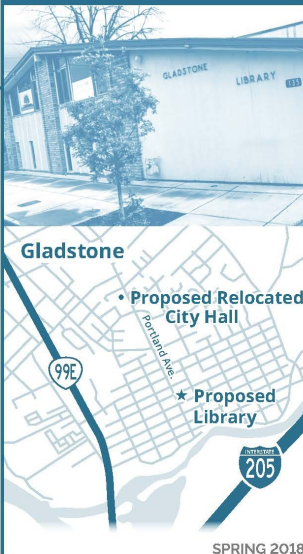 GLADSTONE
LIBRARY 135
Gladstone
• Proposed Relocated
City Hall
Portland Ave.
99E
★ Proposed
Library
INTERSTATE
205
SPRING 2018